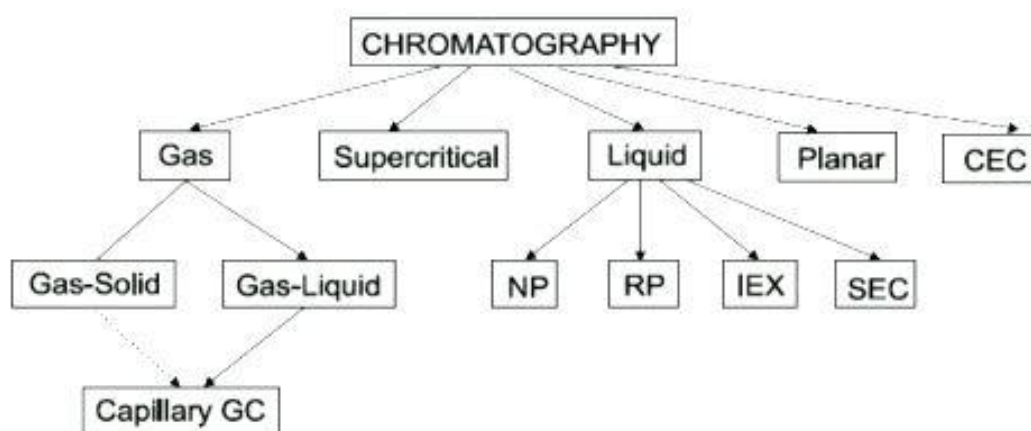 CHROMATOGRAPHY
Gas
Supercritical
Liquid
Planar
CEC
Gas-Solid
Gas-Liquid
NP
RP
IEX
SEC
Capillary GC